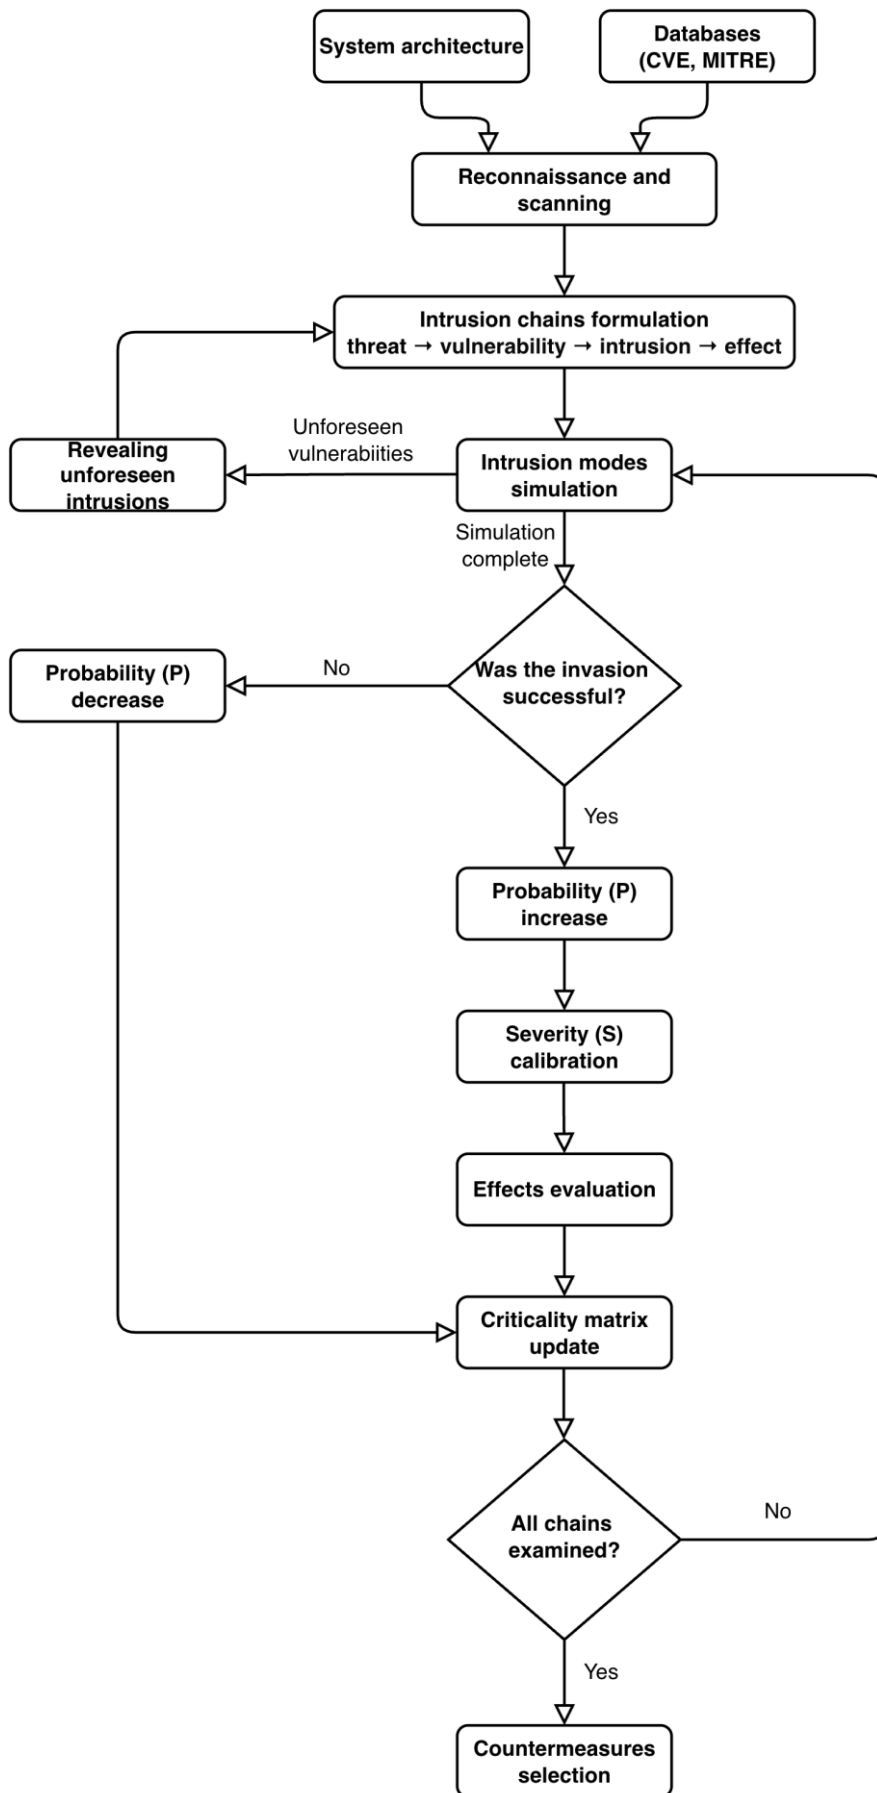 System architecture
Databases
(CVE, MITRE)
Reconnaissance and
scanning
Intrusion chains formulation
threat → vulnerability → intrusion → effect
Unforeseen
vulnerabiities
Revealing
unforeseen
intrusions
Intrusion modes
simulation
Simulation
complete
Was the invasion
successful?
No
Probability (P)
decrease
Yes
Probability (P)
increase
Severity (S)
calibration
Effects evaluation
Criticality matrix
update
All chains
examined?
No
Yes
Countermeasures
selection